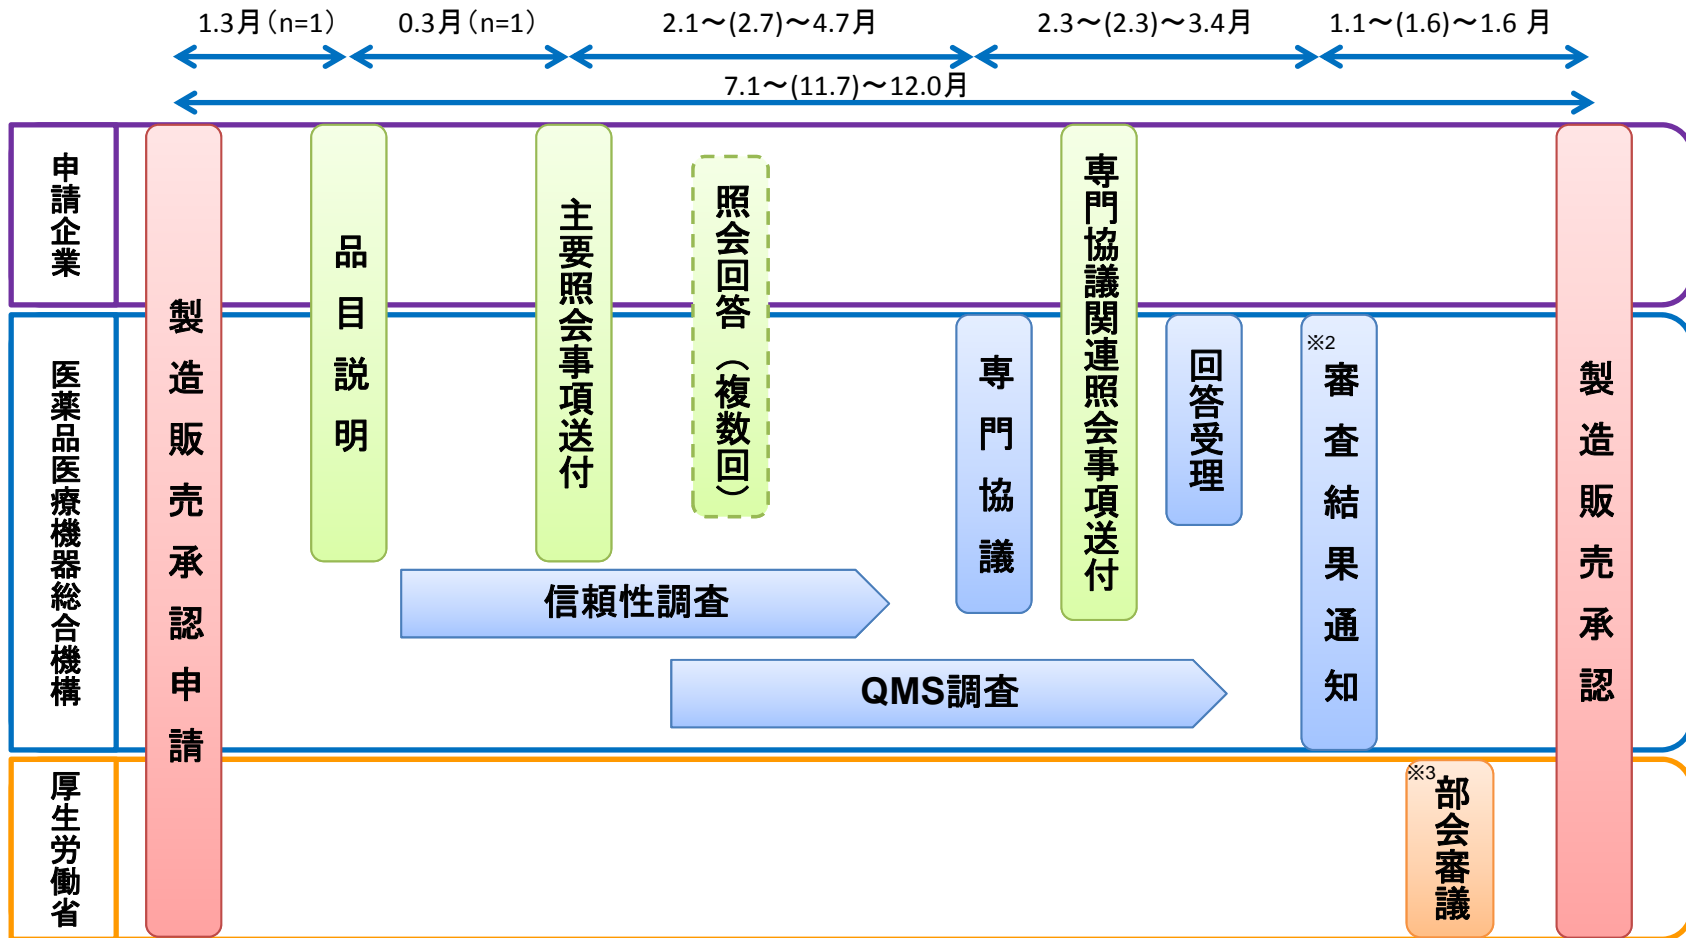 1.3月（n=1）
0.3月（n=1）
2.1～(2.7)～4.7月
2.3～(2.3)～3.4月
1.1～(1.6)～1.6 月
7.1～(11.7)～12.0月
申請企業
医薬品医療機器総合機構
厚生労働省
製造販売承認申請
品目説明
主要照会事項送付
照会回答（複数回）
専門協議
専門協議関連照会事項送付
回答受理
※2
審査結果通知
※3
部会審議
製造販売承認
信頼性調査
QMS調査